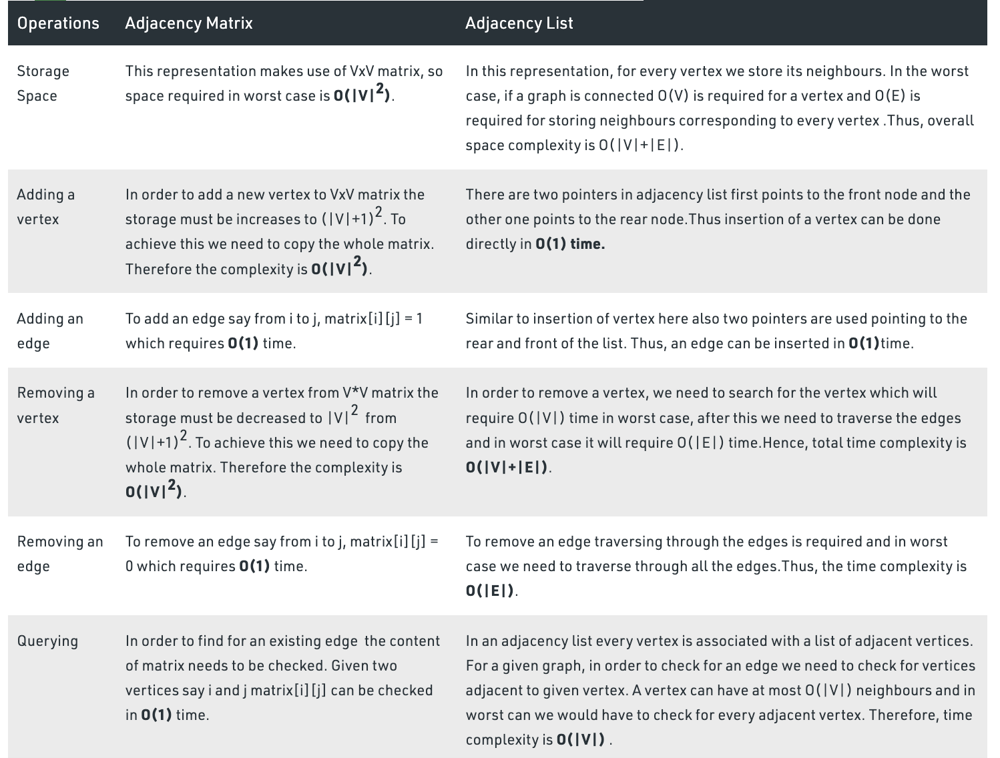 Operations
Adjacency Matrix
Adjacency List
Storage
Space
This representation makes use of VxV matrix, so
space required in worst case is O(|V|²).
In this representation, for every vertex we store its neighbours. In the worst
case, if a graph is connected O(V) is required for a vertex and O(E) is
required for storing neighbours corresponding to every vertex .Thus, overall
space complexity is O(|V|+|E|).
Adding a
vertex
In order to add a new vertex to VxV matrix the
storage must be increases to (|V|+1)². To
achieve this we need to copy the whole matrix.
Therefore the complexity is O(|V|²).
There are two pointers in adjacency list first points to the front node and the
other one points to the rear node.Thus insertion of a vertex can be done
directly in O(1) time.
Adding an
edge
To add an edge say from i to j, matrix[i][j] = 1
which requires O(1) time.
Similar to insertion of vertex here also two pointers are used pointing to the
rear and front of the list. Thus, an edge can be inserted in O(1)time.
Removing a
vertex
In order to remove a vertex from V*V matrix the
storage must be decreased to |V|² from
(|V|+1)². To achieve this we need to copy the
whole matrix. Therefore the complexity is
O(|V|²).
In order to remove a vertex, we need to search for the vertex which will
require O(|V|) time in worst case, after this we need to traverse the edges
and in worst case it will require O(|E|) time.Hence, total time complexity is
O(|V|+|E|).
Removing an
edge
To remove an edge say from i to j, matrix[i][j] =
0 which requires O(1) time.
To remove an edge traversing through the edges is required and in worst
case we need to traverse through all the edges.Thus, the time complexity is
O(|E|).
Querying
In order to find for an existing edge  the content
of matrix needs to be checked. Given two
vertices say i and j matrix[i][j] can be checked
in O(1) time.
In an adjacency list every vertex is associated with a list of adjacent vertices.
For a given graph, in order to check for an edge we need to check for vertices
adjacent to given vertex. A vertex can have at most O(|V|) neighbours and in
worst can we would have to check for every adjacent vertex. Therefore, time
complexity is O(|V|) .